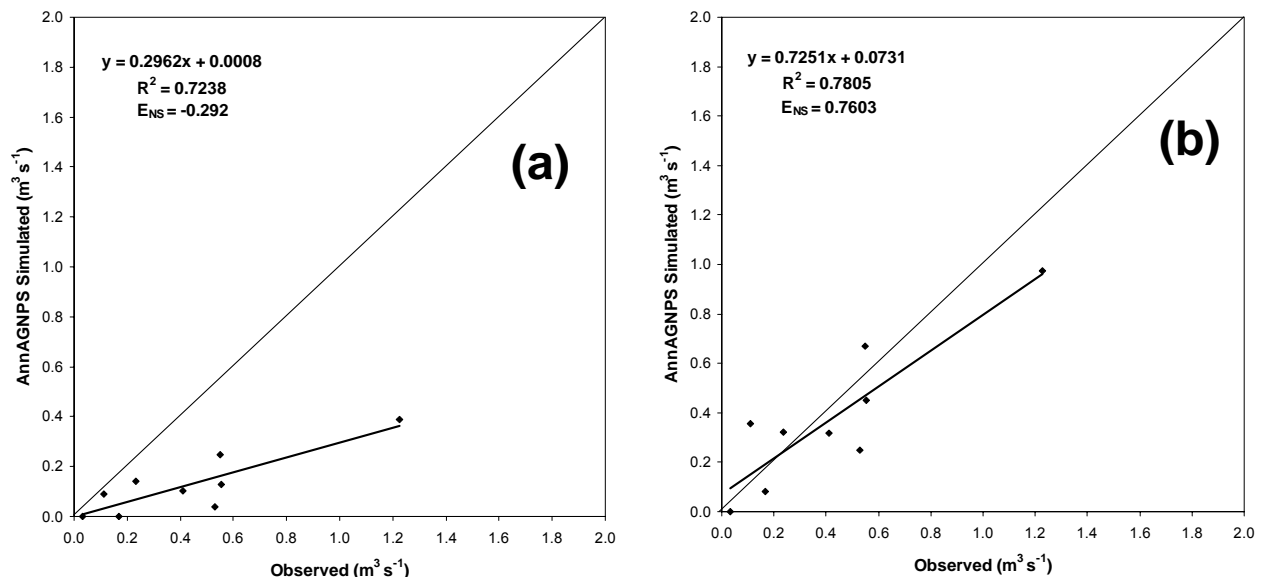 2.0
1.8
1.6
1.4
1.2
1.0
0.8
0.6
0.4
0.2
0.0
AnnAGNPS Simulated (m³ s⁻¹)
y = 0.2962x + 0.0008
R² = 0.7238
E_NS = -0.292
(a)
0.0 0.2 0.4 0.6 0.8 1.0 1.2 1.4 1.6 1.8 2.0
Observed (m³ s⁻¹)
2.0
1.8
1.6
1.4
1.2
1.0
0.8
0.6
0.4
0.2
0.0
AnnAGNPS Simulated (m³ s⁻¹)
y = 0.7251x + 0.0731
R² = 0.7805
E_NS = 0.7603
(b)
0.0 0.2 0.4 0.6 0.8 1.0 1.2 1.4 1.6 1.8 2.0
Observed (m³ s⁻¹)